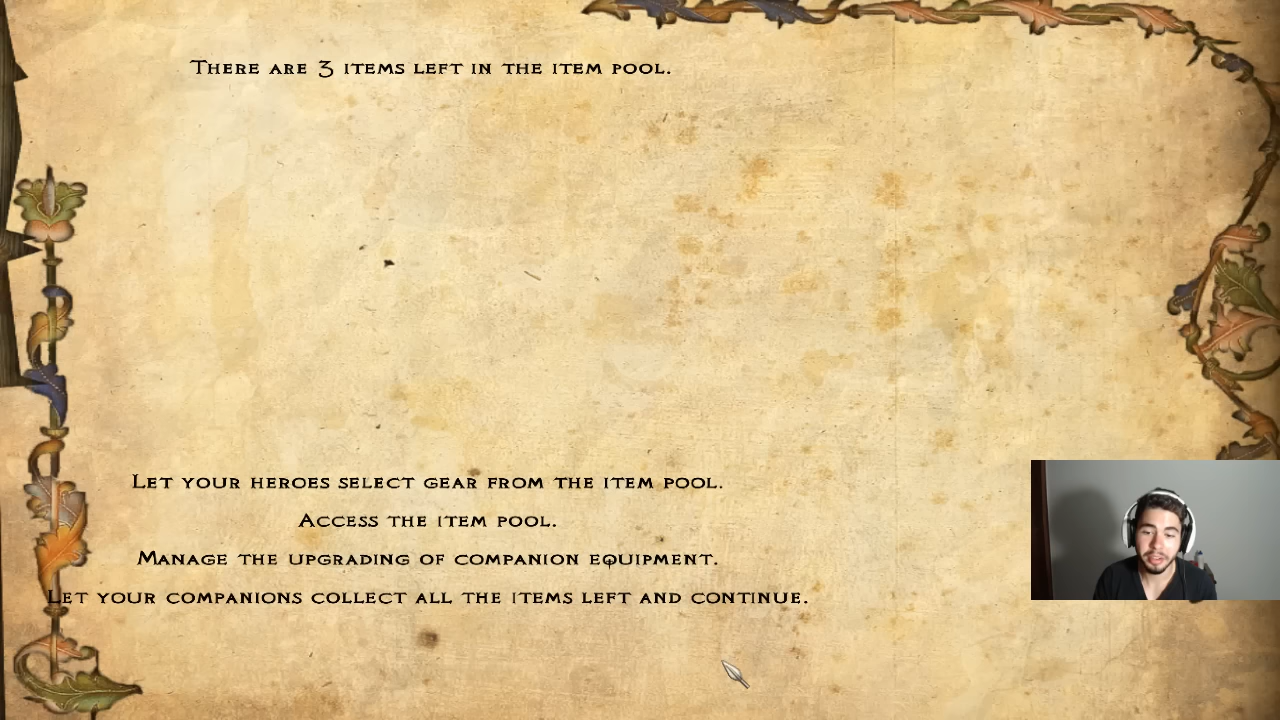 There are 3 items left in the item pool.
Let your heroes select gear from the item pool.
Access the item pool.
Manage the upgrading of companion equipment.
Let your companions collect all the items left and continue.